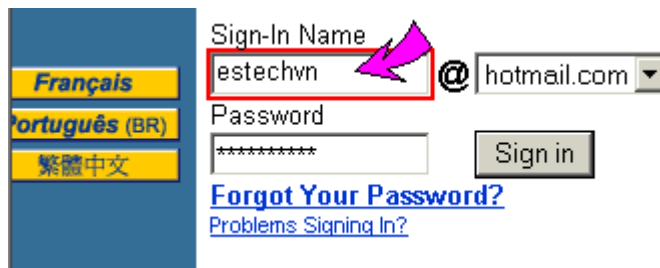 Français
Português (BR)
繁體中文
Sign-In Name
estechvn @ hotmail.com
Password
********** Sign in
Forgot Your Password?
Problems Signing In?